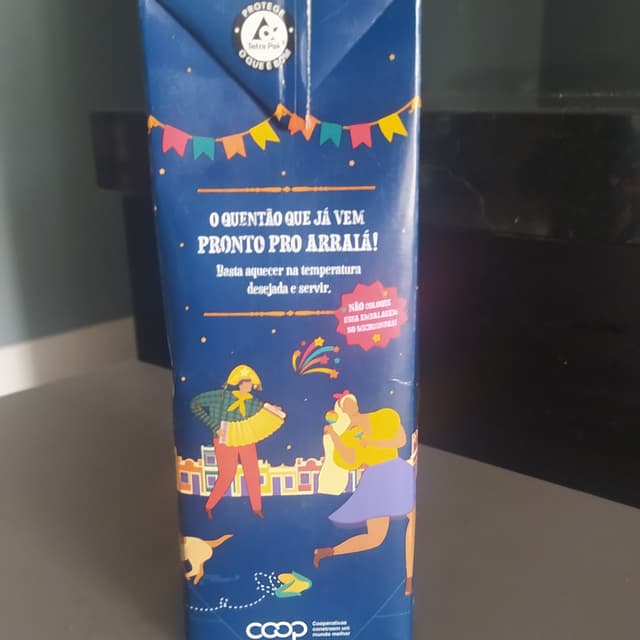 PROTEGE
Tetra Pak
O QUE É BOM
O QUENTÃO QUE JÁ VEM
PRONTO PRO ARRAIÁ!
Basta aquecer na temperatura
desejada e servir.
NÃO COLOQUE
ESSA EMBALAGEM
NO MICROONDAS!
coop
Cooperativas
constroem um
mundo melhor